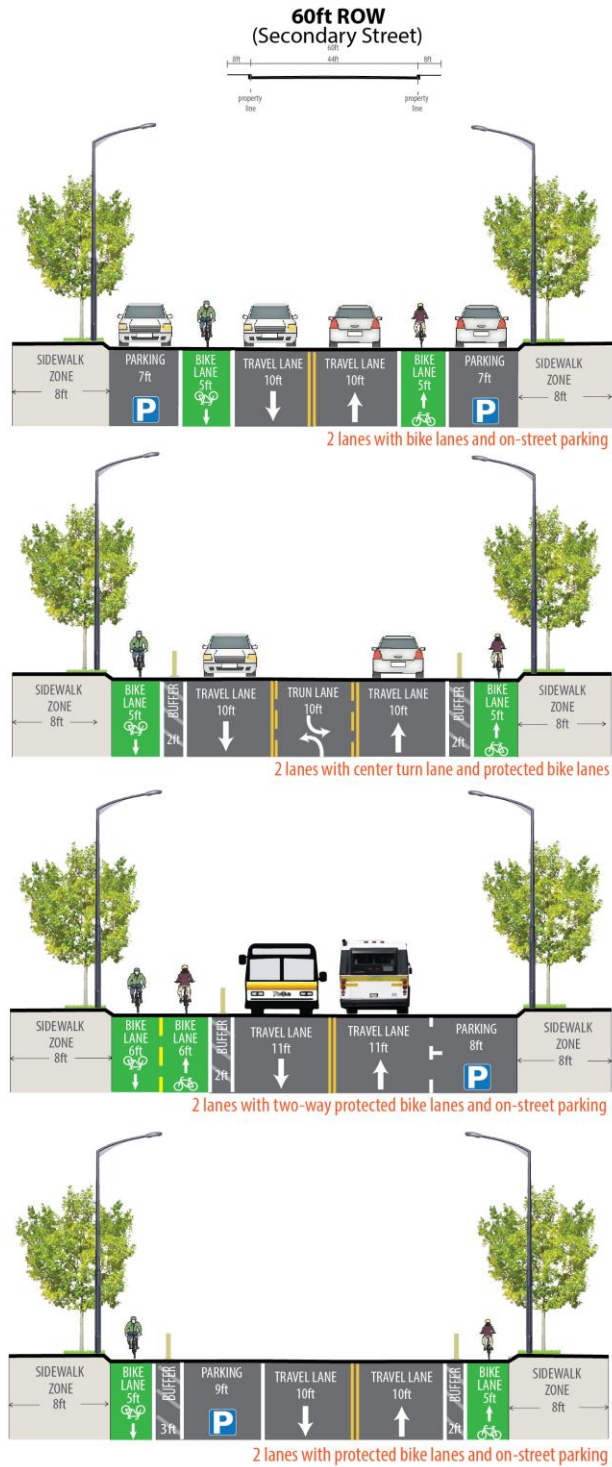 60ft ROW
(Secondary Street)
60ft
8ft 44ft 8ft
property line property line
SIDEWALK ZONE 8ft
PARKING 7ft P
BIKE LANE 5ft
TRAVEL LANE 10ft
TRAVEL LANE 10ft
BIKE LANE 5ft
PARKING 7ft P
SIDEWALK ZONE 8ft
2 lanes with bike lanes and on-street parking
SIDEWALK ZONE 8ft
BIKE LANE 5ft
BUFFER 2ft
TRAVEL LANE 10ft
TRUN LANE 10ft
TRAVEL LANE 10ft
BUFFER 2ft
BIKE LANE 5ft
SIDEWALK ZONE 8ft
2 lanes with center turn lane and protected bike lanes
SIDEWALK ZONE 8ft
BIKE LANE 6ft
BIKE LANE 6ft
BUFFER 2ft
TRAVEL LANE 11ft
TRAVEL LANE 11ft
PARKING 8ft P
SIDEWALK ZONE 8ft
2 lanes with two-way protected bike lanes and on-street parking
SIDEWALK ZONE 8ft
BIKE LANE 5ft
BUFFER 3ft
PARKING 9ft P
TRAVEL LANE 10ft
TRAVEL LANE 10ft
BUFFER 2ft
BIKE LANE 5ft
SIDEWALK ZONE 8ft
2 lanes with protected bike lanes and on-street parking